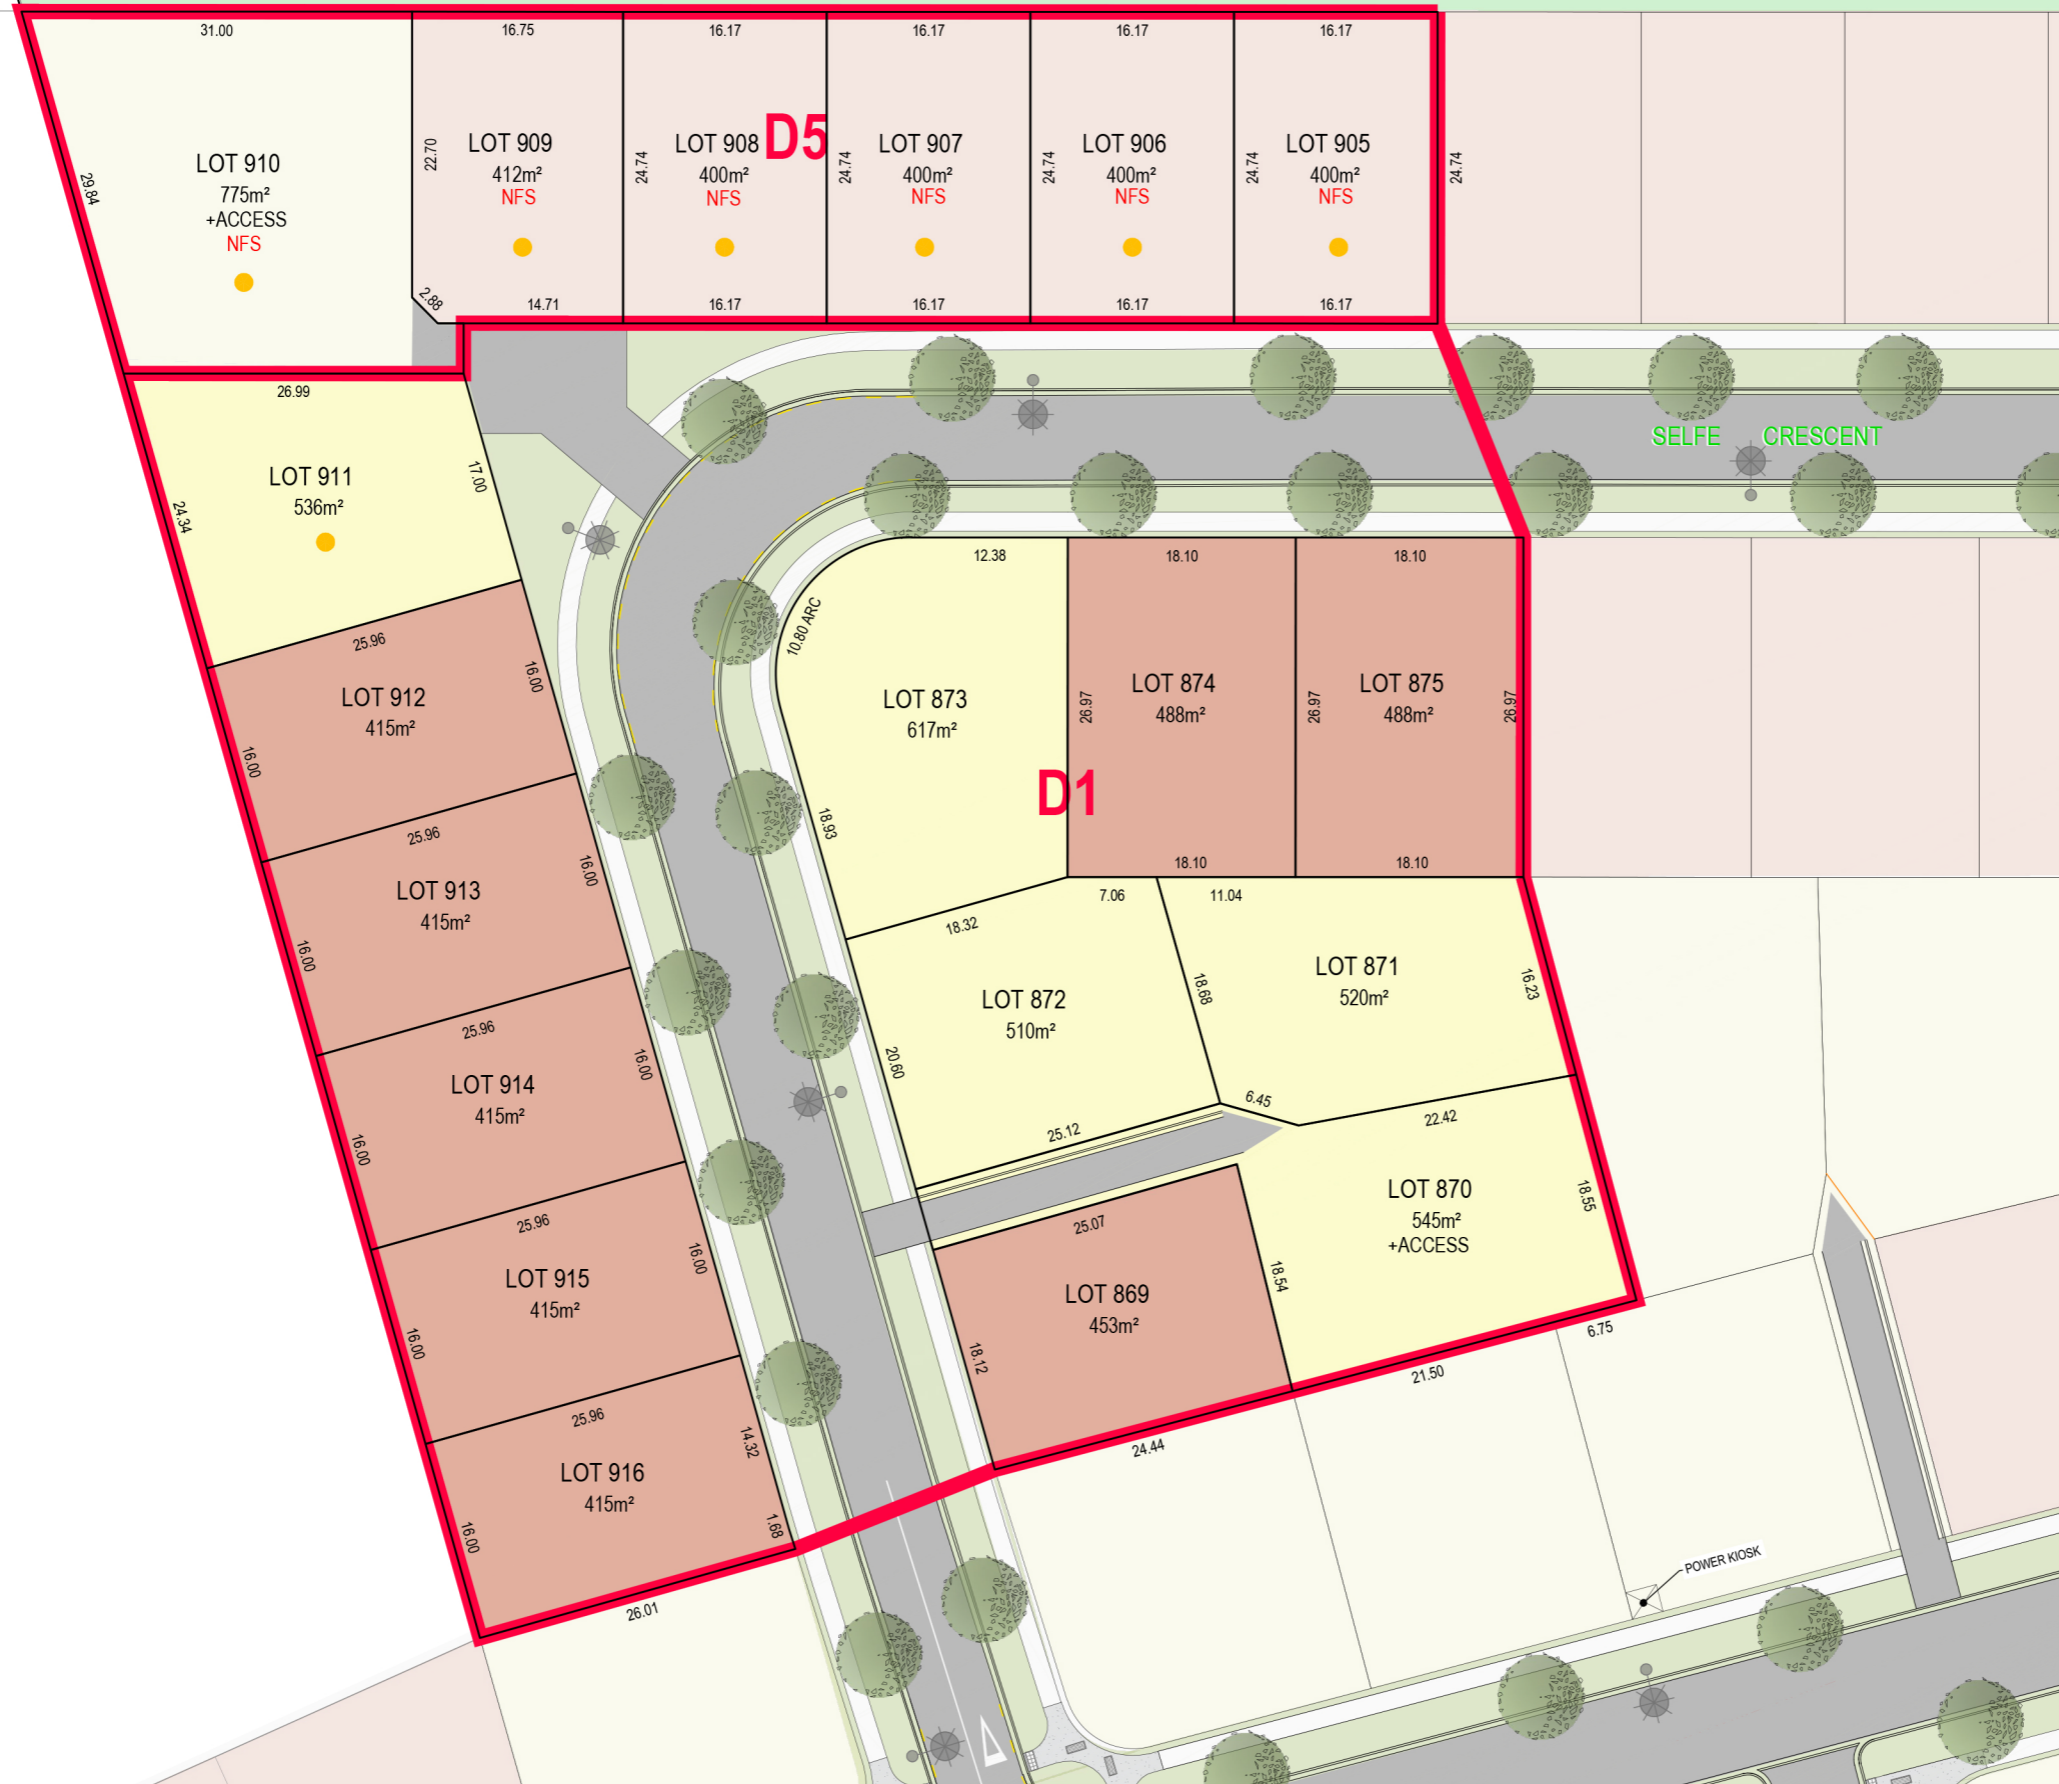 31.00
16.75
16.17
16.17
16.17
16.17
LOT 910
775m²
+ACCESS
NFS
29.84
22.70
LOT 909
412m²
NFS
2.88
14.71
24.74
LOT 908
400m²
NFS
16.17
D5
24.74
LOT 907
400m²
NFS
16.17
24.74
LOT 906
400m²
NFS
16.17
24.74
LOT 905
400m²
NFS
16.17
24.74
SELFE CRESCENT
26.99
LOT 911
536m²
24.34
17.00
25.96
LOT 912
415m²
16.00
16.00
25.96
LOT 913
415m²
16.00
16.00
25.96
LOT 914
415m²
16.00
16.00
25.96
LOT 915
415m²
16.00
16.00
25.96
LOT 916
415m²
14.32
1.68
16.00
26.01
12.38
10.80 ARC
LOT 873
617m²
18.93
18.32
18.10
26.97
LOT 874
488m²
18.10
18.10
26.97
LOT 875
488m²
26.97
18.10
D1
7.06
LOT 872
510m²
20.60
25.12
11.04
18.68
LOT 871
520m²
16.23
6.45
22.42
LOT 870
545m²
+ACCESS
18.55
25.07
LOT 869
453m²
18.12
18.54
24.44
21.50
6.75
POWER KIOSK